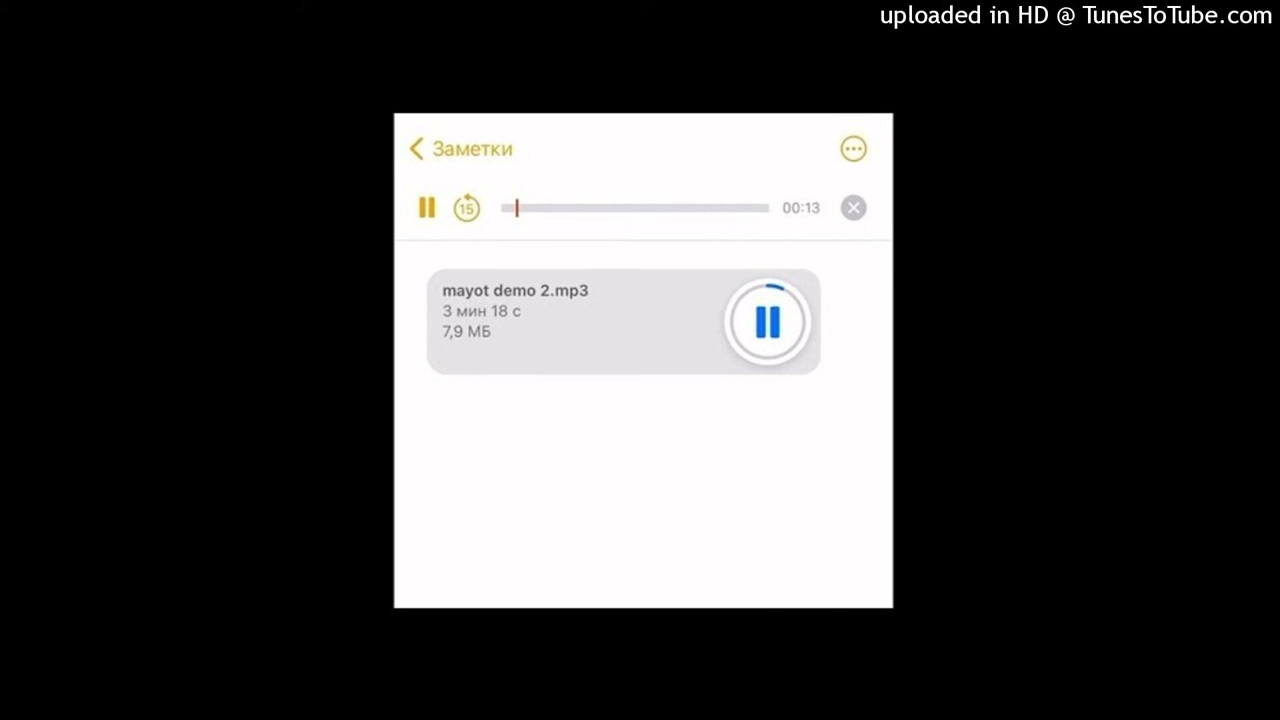 uploaded in HD @ TunesToTube.com
Заметки
15
00:13
mayot demo 2.mp3
3 мин 18 с
7,9 МБ